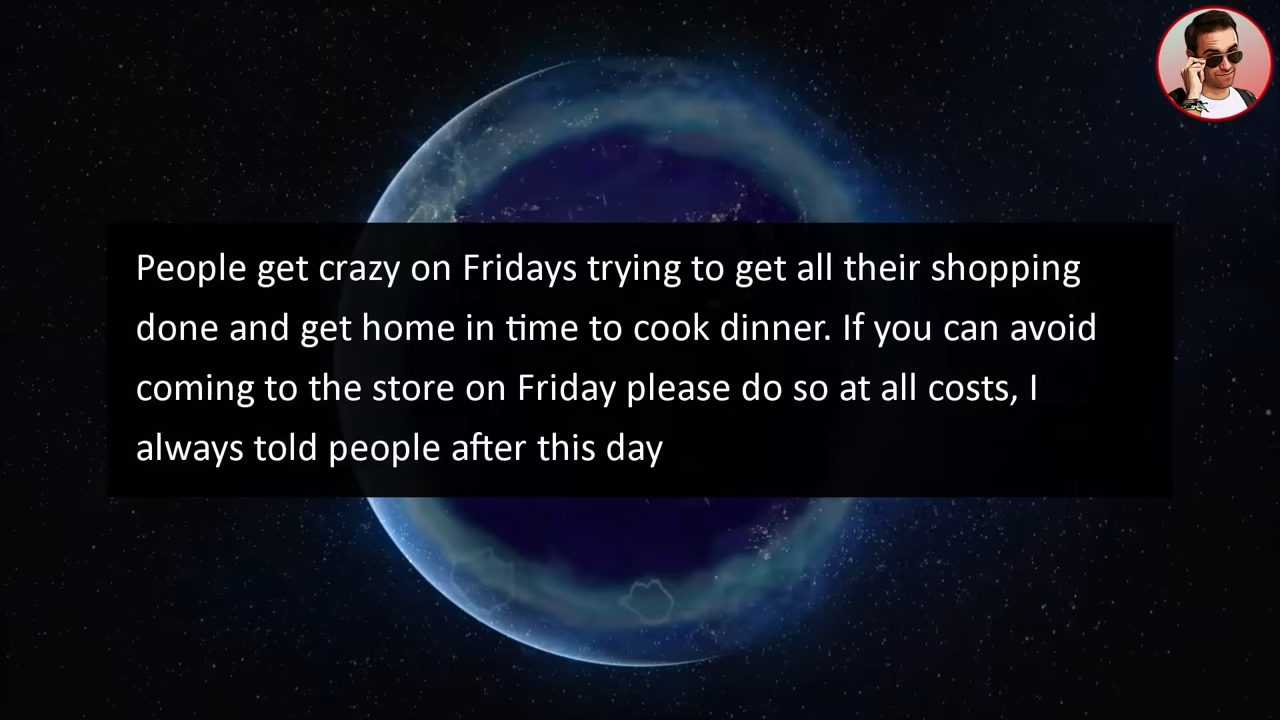 People get crazy on Fridays trying to get all their shopping
done and get home in time to cook dinner. If you can avoid
coming to the store on Friday please do so at all costs, I
always told people after this day